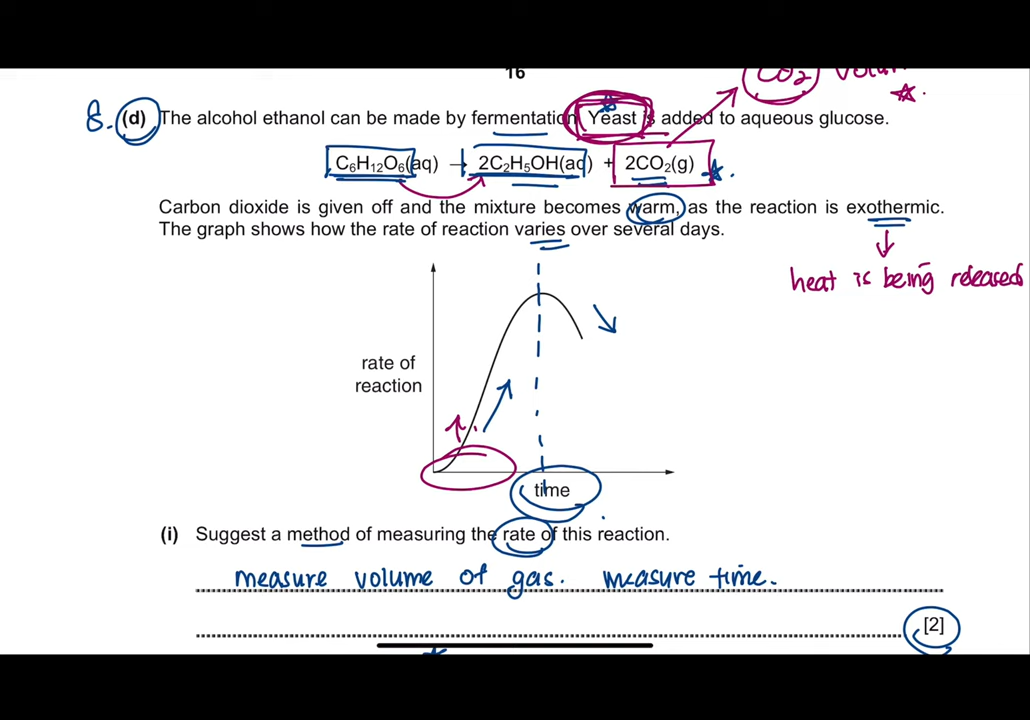 16
CO2
8. (d) The alcohol ethanol can be made by fermentation. Yeast is added to aqueous glucose.
C₆H₁₂O₆(aq) → 2C₂H₅OH(aq) + 2CO₂(g)
Carbon dioxide is given off and the mixture becomes warm, as the reaction is exothermic.
The graph shows how the rate of reaction varies over several days.
heat is being released
rate of
reaction
time
(i) Suggest a method of measuring the rate of this reaction.
measure volume of gas. measure time.
[2]